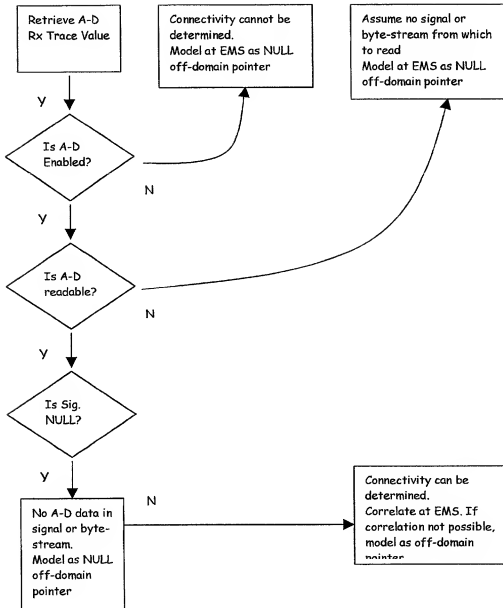 Retrieve A-D
Rx Trace Value
Connectivity cannot be
determined.
Model at EMS as NULL
off-domain pointer
Assume no signal or
byte-stream from which
to read
Model at EMS as NULL
off-domain pointer
Y
Is A-D
Enabled?
N
Y
Is A-D
readable?
N
Y
Is Sig.
NULL?
Y
N
No A-D data in
signal or byte-
stream.
Model as NULL
off-domain
pointer
Connectivity can be
determined.
Correlate at EMS. If
correlation not possible,
model as off-domain
pointer